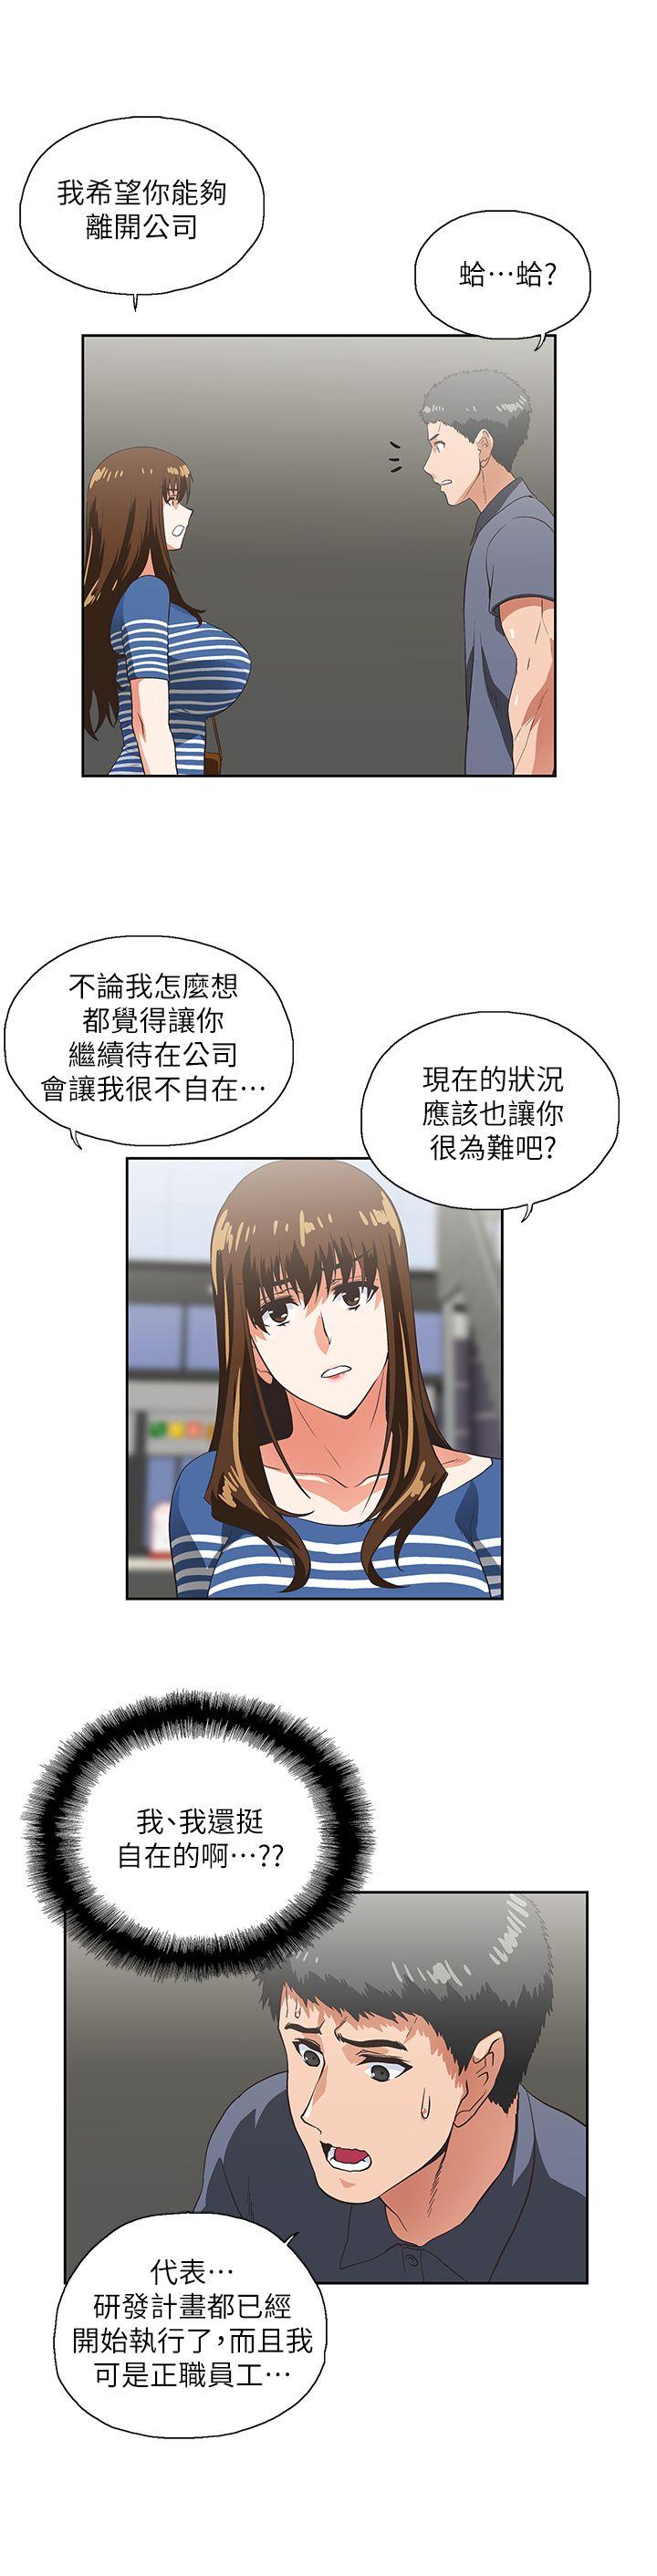 我希望你能夠
離開公司
蛤…蛤?
不論我怎麼想
都覺得讓你
繼續待在公司
會讓我很不自在…
現在的狀況
應該也讓你
很為難吧?
我、我還挺
自在的啊…??
代表…
研發計畫都已經
開始執行了，而且我
可是正職員工…